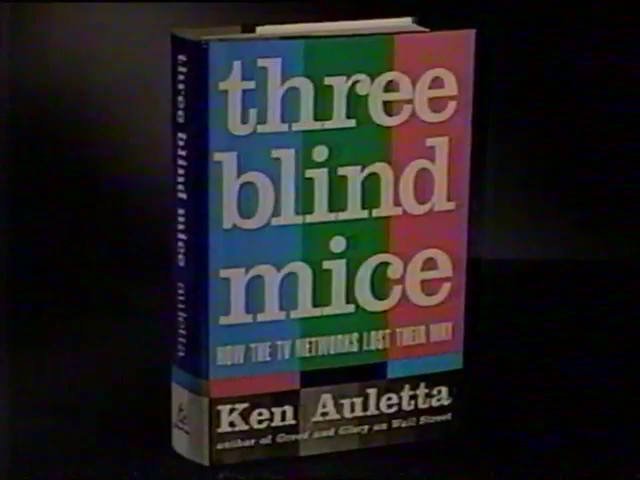 three blind mice auletta
three
blind
mice
HOW THE TV NETWORKS LOST THEIR WAY
Ken Auletta
author of Greed and Glory on Wall Street